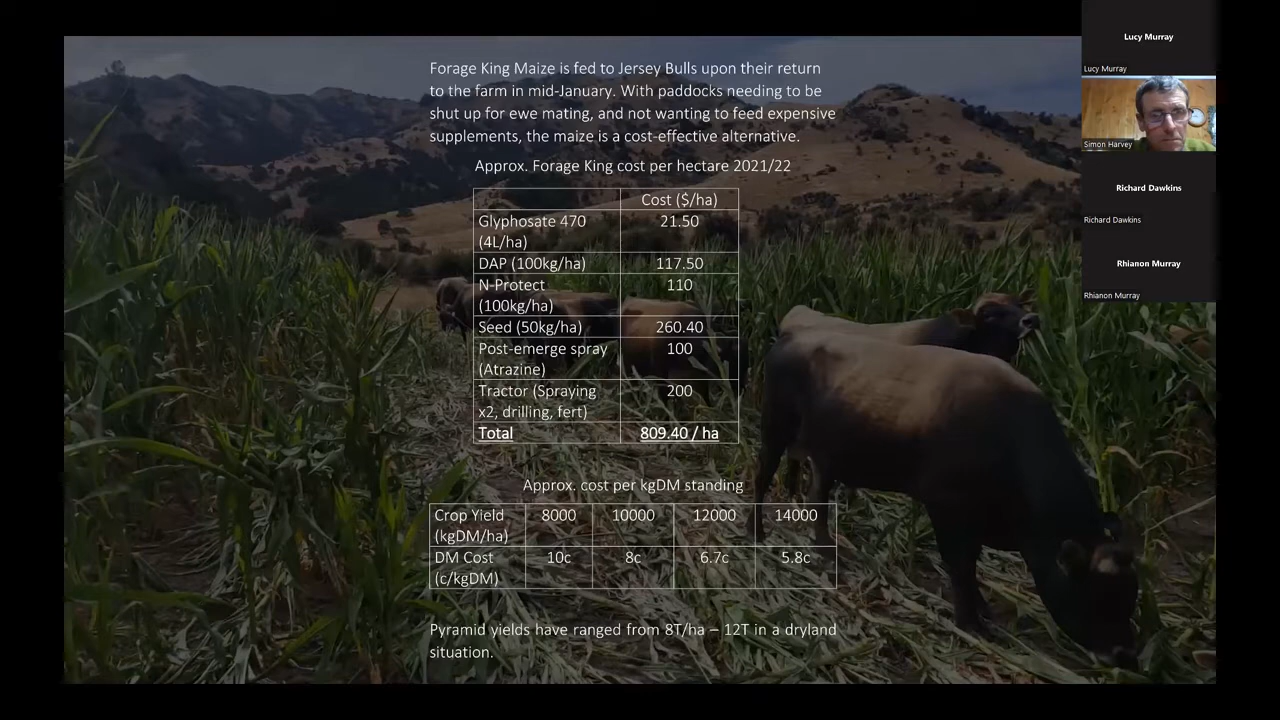 Forage King Maize is fed to Jersey Bulls upon their return
to the farm in mid-January. With paddocks needing to be
shut up for ewe mating, and not wanting to feed expensive
supplements, the maize is a cost-effective alternative.
Approx. Forage King cost per hectare 2021/22
Cost ($/ha)
Glyphosate 470 21.50
(4L/ha)
DAP (100kg/ha) 117.50
N-Protect 110
(100kg/ha)
Seed (50kg/ha) 260.40
Post-emerge spray 100
(Atrazine)
Tractor (Spraying 200
x2, drilling, fert)
Total 809.40 / ha
Approx. cost per kgDM standing
Crop Yield 8000 10000 12000 14000
(kgDM/ha)
DM Cost 10c 8c 6.7c 5.8c
(c/kgDM)
Pyramid yields have ranged from 8T/ha – 12T in a dryland
situation.
Lucy Murray
Lucy Murray
Simon Harvey
Richard Dawkins
Richard Dawkins
Rhianon Murray
Rhianon Murray